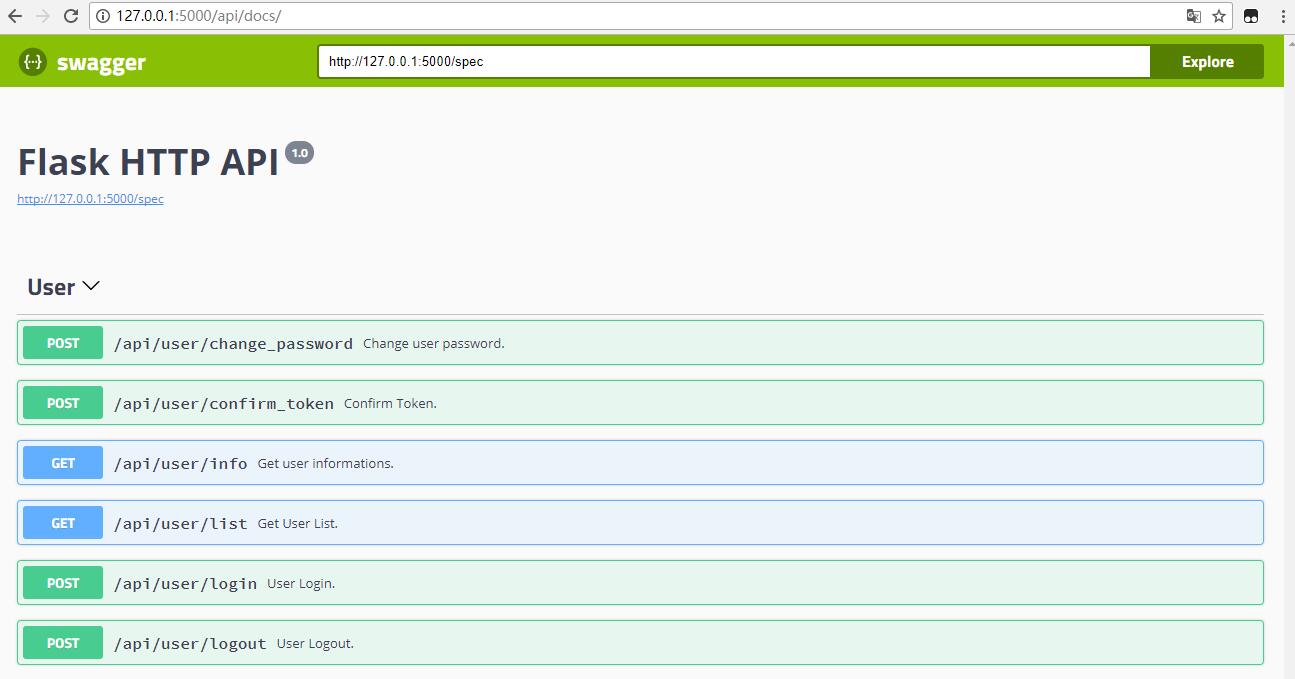 127.0.0.1:5000/api/docs/
{··} swagger http://127.0.0.1:5000/spec Explore
Flask HTTP API 1.0
http://127.0.0.1:5000/spec
User
POST /api/user/change_password Change user password.
POST /api/user/confirm_token Confirm Token.
GET /api/user/info Get user informations.
GET /api/user/list Get User List.
POST /api/user/login User Login.
POST /api/user/logout User Logout.